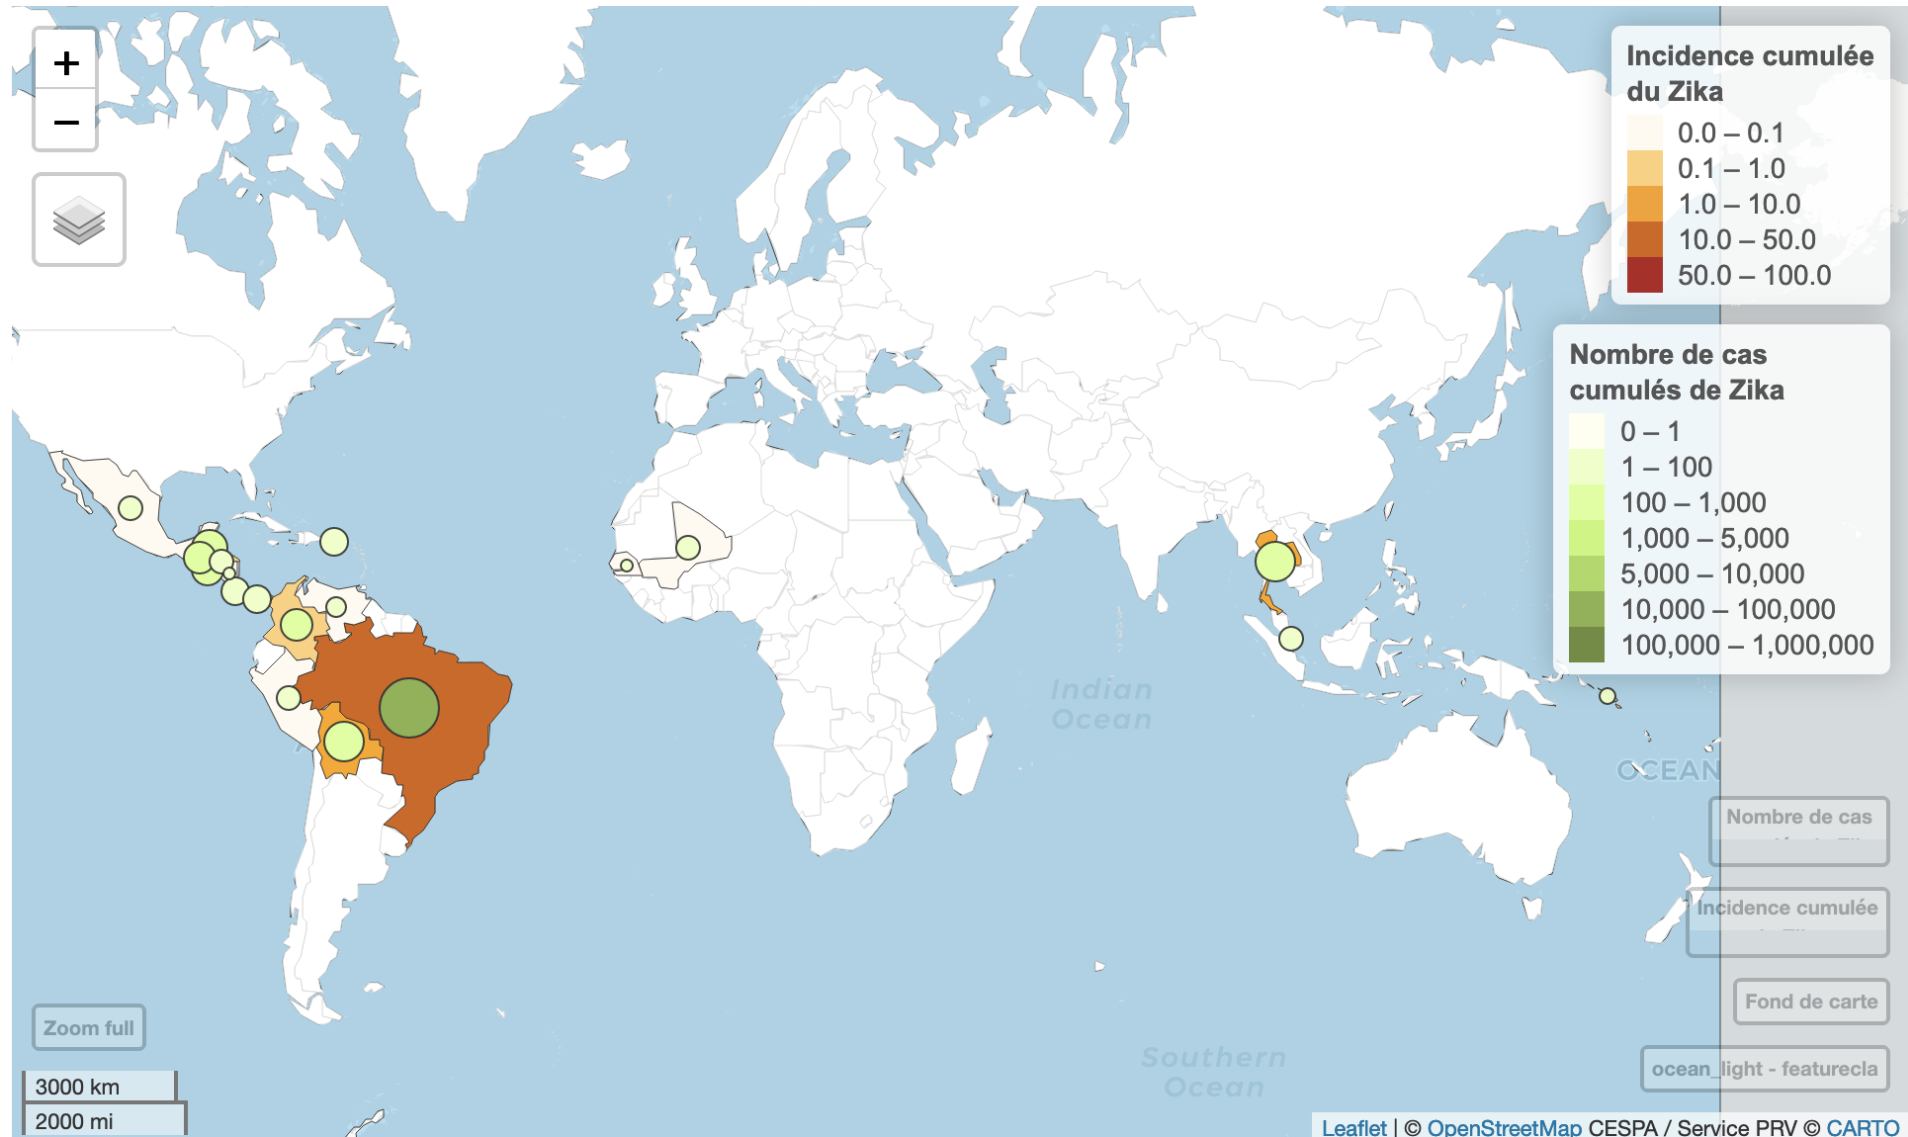 +
−
Incidence cumulée
du Zika
0.0 – 0.1
0.1 – 1.0
1.0 – 10.0
10.0 – 50.0
50.0 – 100.0
Nombre de cas
cumulés de Zika
0 – 1
1 – 100
100 – 1,000
1,000 – 5,000
5,000 – 10,000
10,000 – 100,000
100,000 – 1,000,000
Indian
Ocean
OCEAN
Nombre de cas
Incidence cumulée
Fond de carte
Zoom full
Southern
Ocean
ocean_light - featurecla
3000 km
2000 mi
Leaflet | © OpenStreetMap CESPA / Service PRV © CARTO